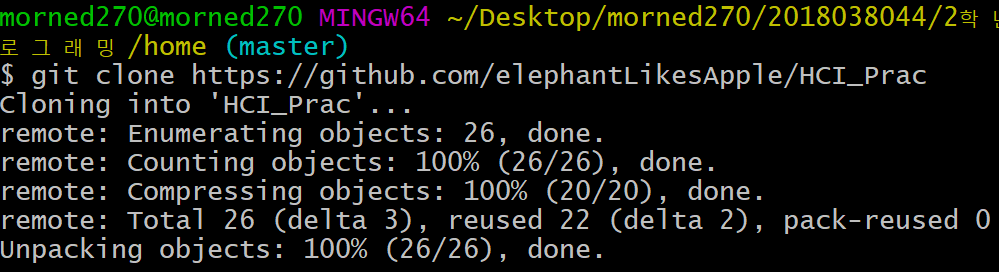 morned270@morned270 MINGW64 ~/Desktop/morned270/2018038044/2학
로그래밍/home (master)
$ git clone https://github.com/elephantLikesApple/HCI_Prac
Cloning into 'HCI_Prac'...
remote: Enumerating objects: 26, done.
remote: Counting objects: 100% (26/26), done.
remote: Compressing objects: 100% (20/20), done.
remote: Total 26 (delta 3), reused 22 (delta 2), pack-reused 0
Unpacking objects: 100% (26/26), done.